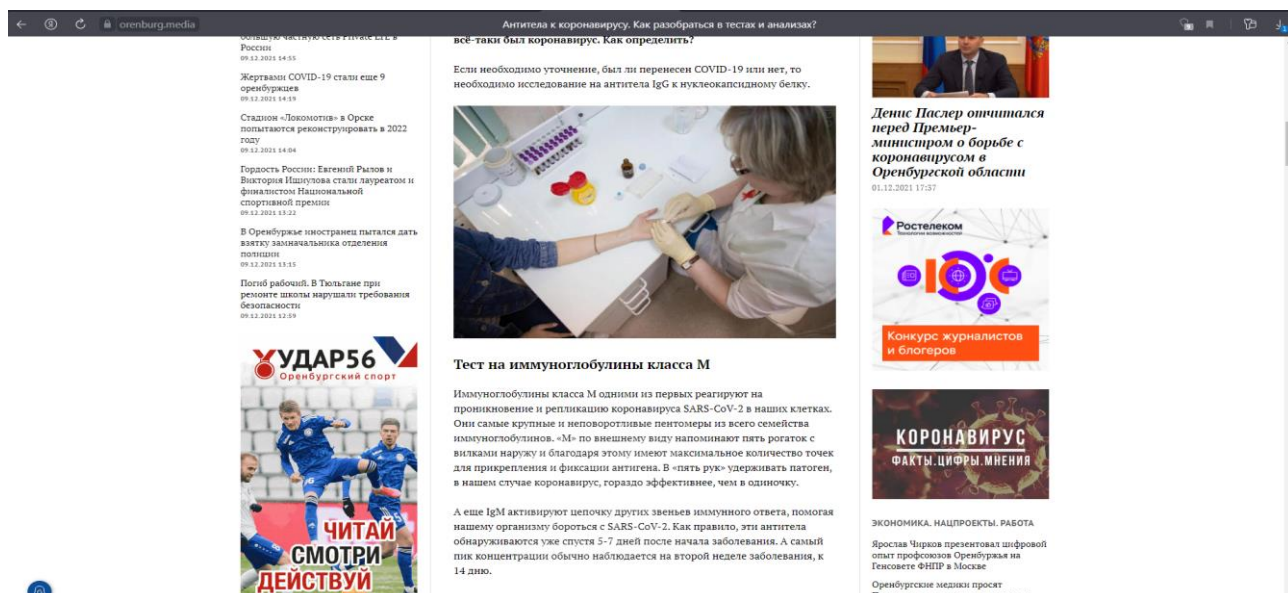 orenburg.media
Антитела к коронавирусу. Как разобраться в тестах и анализах?
большую частную сеть Private LTE в
России
09.12.2021 14:55
Жертвами COVID-19 стали еще 9
оренбуржцев
09.12.2021 14:19
Стадион «Локомотив» в Орске
попытаются реконструировать в 2022
году
09.12.2021 14:04
Гордость России: Евгений Рылов и
Виктория Ишиулова стали лауреатом и
финалистом Национальной
спортивной премии
09.12.2021 13:22
В Оренбуржье иностранец пытался дать
взятку замначальника отделения
полиции
09.12.2021 13:15
Погиб рабочий. В Тюльгане при
ремонте школы нарушали требования
безопасности
09.12.2021 12:59
УДАР56
Оренбургский спорт
ЧИТАЙ
СМОТРИ
ДЕЙСТВУЙ
всё-таки был коронавирус. Как определить?
Если необходимо уточнение, был ли перенесен COVID-19 или нет, то
необходимо исследование на антитела IgG к нуклеокапсидному белку.
Тест на иммуноглобулины класса М
Иммуноглобулины класса М одними из первых реагируют на
проникновение и репликацию коронавируса SARS-CoV-2 в наших клетках.
Они самые крупные и неповоротливые пентомеры из всего семейства
иммуноглобулинов. «М» по внешнему виду напоминают пять рогаток с
вилками наружу и благодаря этому имеют максимальное количество точек
для прикрепления и фиксации антигена. В «пять рук» удерживать патоген,
в нашем случае коронавирус, гораздо эффективнее, чем в одиночку.
А еще IgM активируют цепочку других звеньев иммунного ответа, помогая
нашему организму бороться с SARS-CoV-2. Как правило, эти антитела
обнаруживаются уже спустя 5-7 дней после начала заболевания. А самый
пик концентрации обычно наблюдается на второй неделе заболевания, к
14 дню.
Денис Паслер отчитался
перед Премьер-
министром о борьбе с
коронавирусом в
Оренбургской области
01.12.2021 17:37
Ростелеком
Технологии возможностей
Конкурс журналистов
и блогеров
КОРОНАВИРУС
ФАКТЫ.ЦИФРЫ.МНЕНИЯ
ЭКОНОМИКА. НАЦПРОЕКТЫ. РАБОТА
Ярослав Чирков презентовал цифровой
опыт профсоюзов Оренбуржья на
Генсовете ФНПР в Москве
Оренбургские медики просят